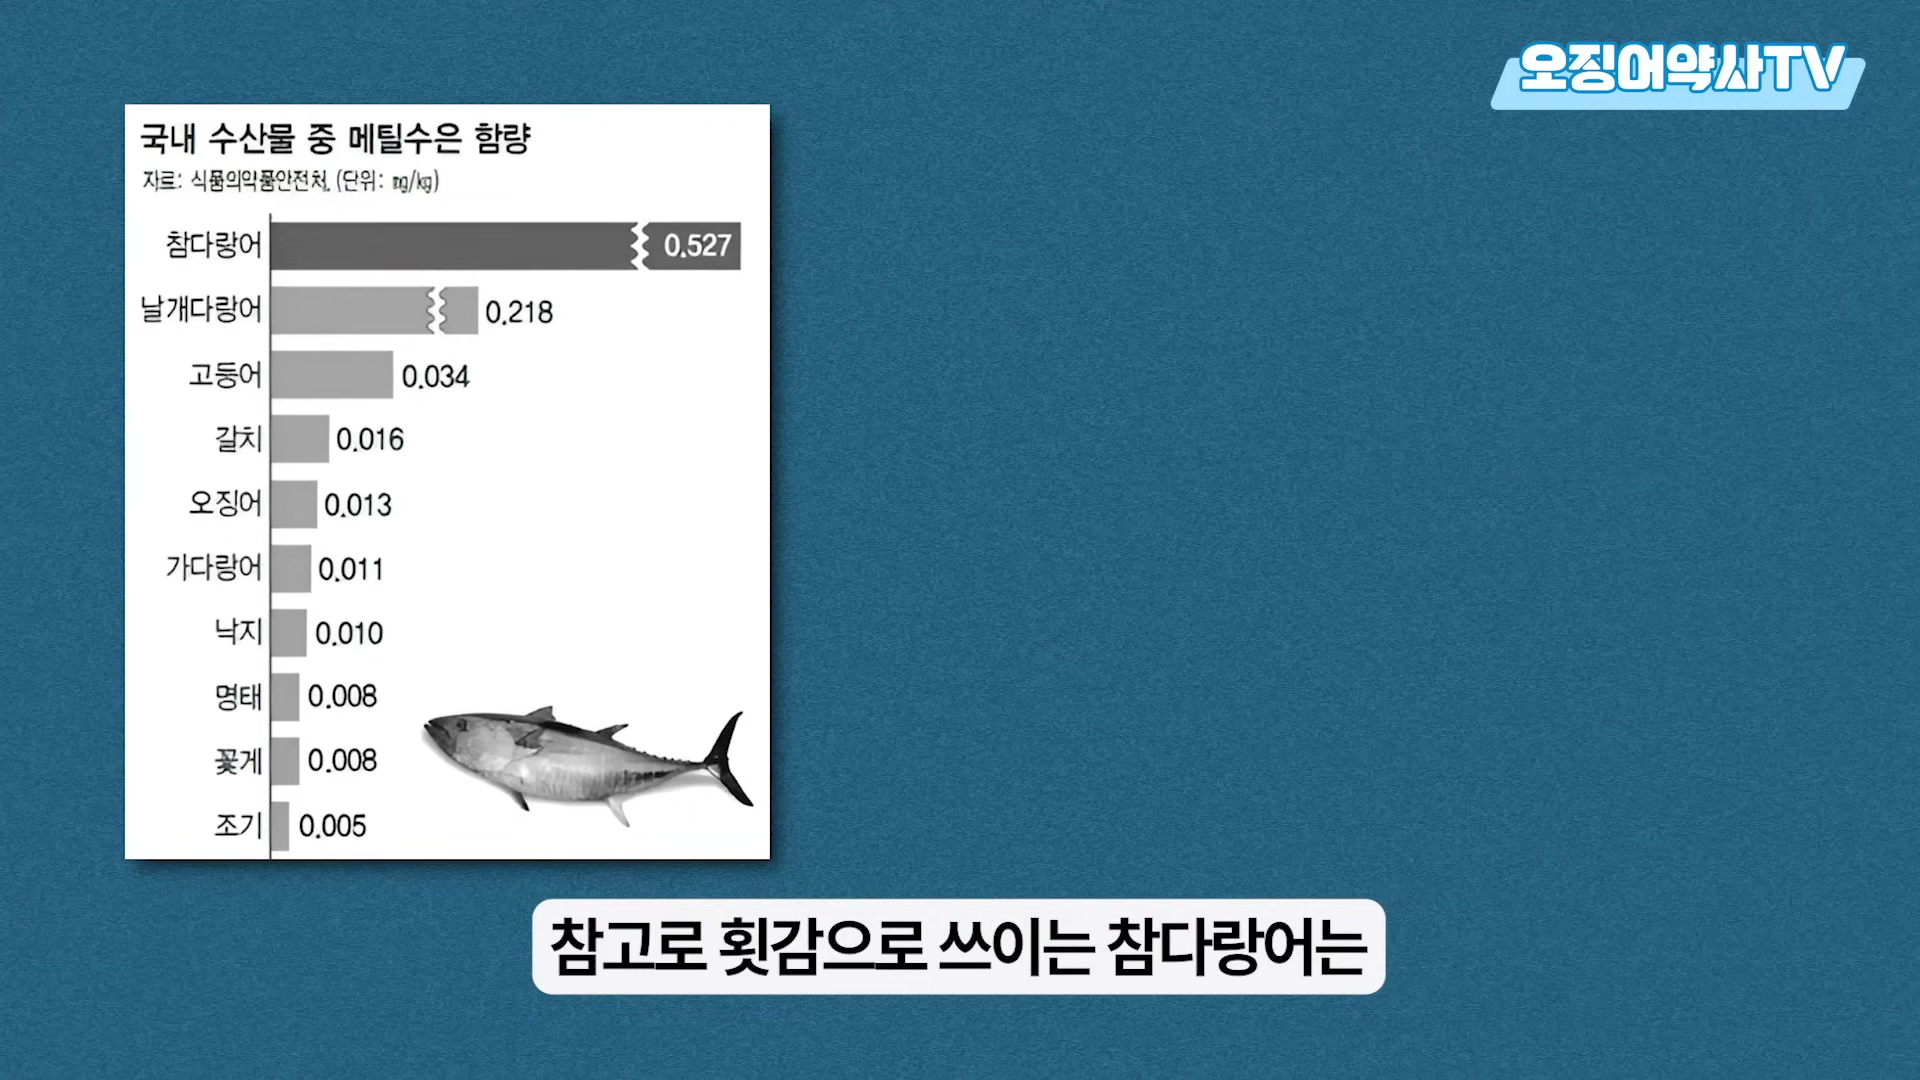 오징어약사TV
국내 수산물 중 메틸수은 함량
자료: 식품의약품안전처, (단위: ㎎/㎏)
참다랑어 0.527
날개다랑어 0.218
고등어 0.034
갈치 0.016
오징어 0.013
가다랑어 0.011
낙지 0.010
명태 0.008
꽃게 0.008
조기 0.005
참고로 횟감으로 쓰이는 참다랑어는